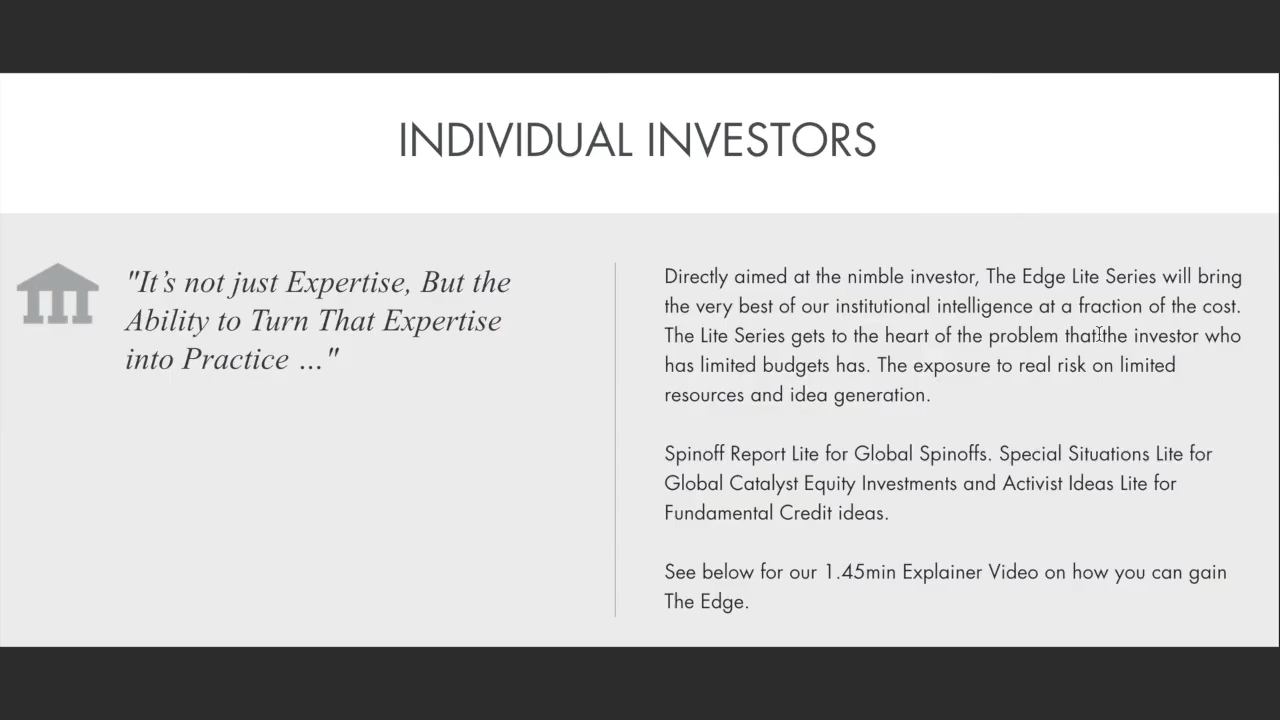 INDIVIDUAL INVESTORS
"It’s not just Expertise, But the
Ability to Turn That Expertise
into Practice ..."
Directly aimed at the nimble investor, The Edge Lite Series will bring
the very best of our institutional intelligence at a fraction of the cost.
The Lite Series gets to the heart of the problem that the investor who
has limited budgets has. The exposure to real risk on limited
resources and idea generation.
Spinoff Report Lite for Global Spinoffs. Special Situations Lite for
Global Catalyst Equity Investments and Activist Ideas Lite for
Fundamental Credit ideas.
See below for our 1.45min Explainer Video on how you can gain
The Edge.